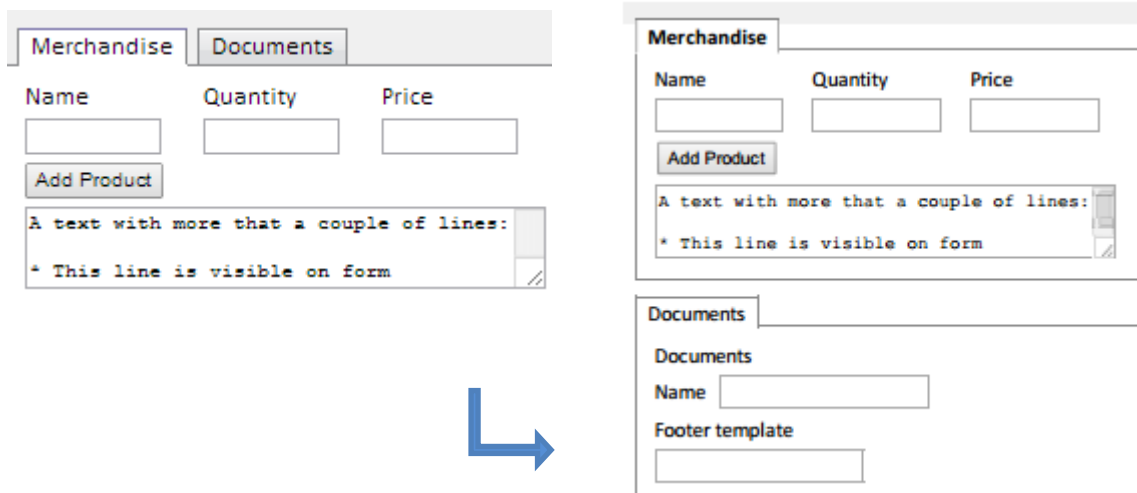 Merchandise Documents
Name Quantity Price
Add Product
A text with more that a couple of lines:
* This line is visible on form
Merchandise
Name Quantity Price
Add Product
A text with more that a couple of lines:
* This line is visible on form
Documents
Documents
Name
Footer template